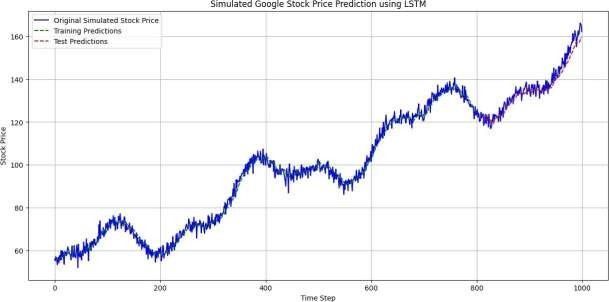 Simulated Google Stock Price Prediction using LSTM
Original Simulated Stock Price
Training Predictions
Test Predictions
160
140
120
100
80
60
Stock Price
0
200
400
600
800
1000
Time Step